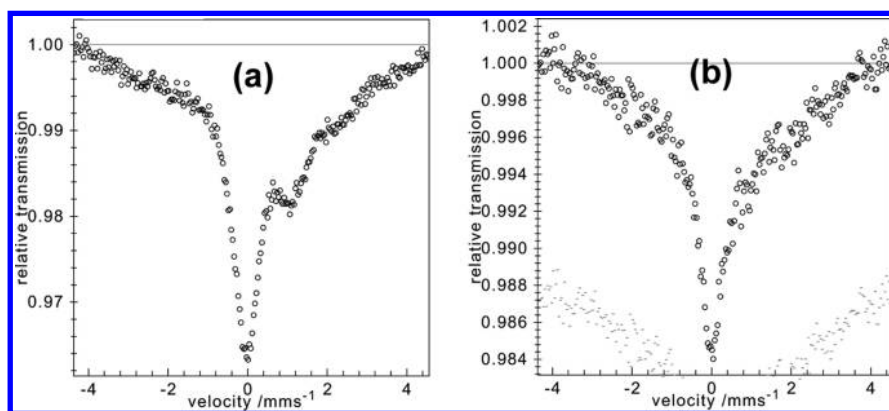 1.00
0.99
0.98
0.97
relative transmission
(a)
-4 -2 0 2 4
velocity /mms⁻¹
1.002
1.000
0.998
0.996
0.994
0.992
0.990
0.988
0.986
0.984
relative transmission
(b)
-4 -2 0 2 4
velocity /mms⁻¹